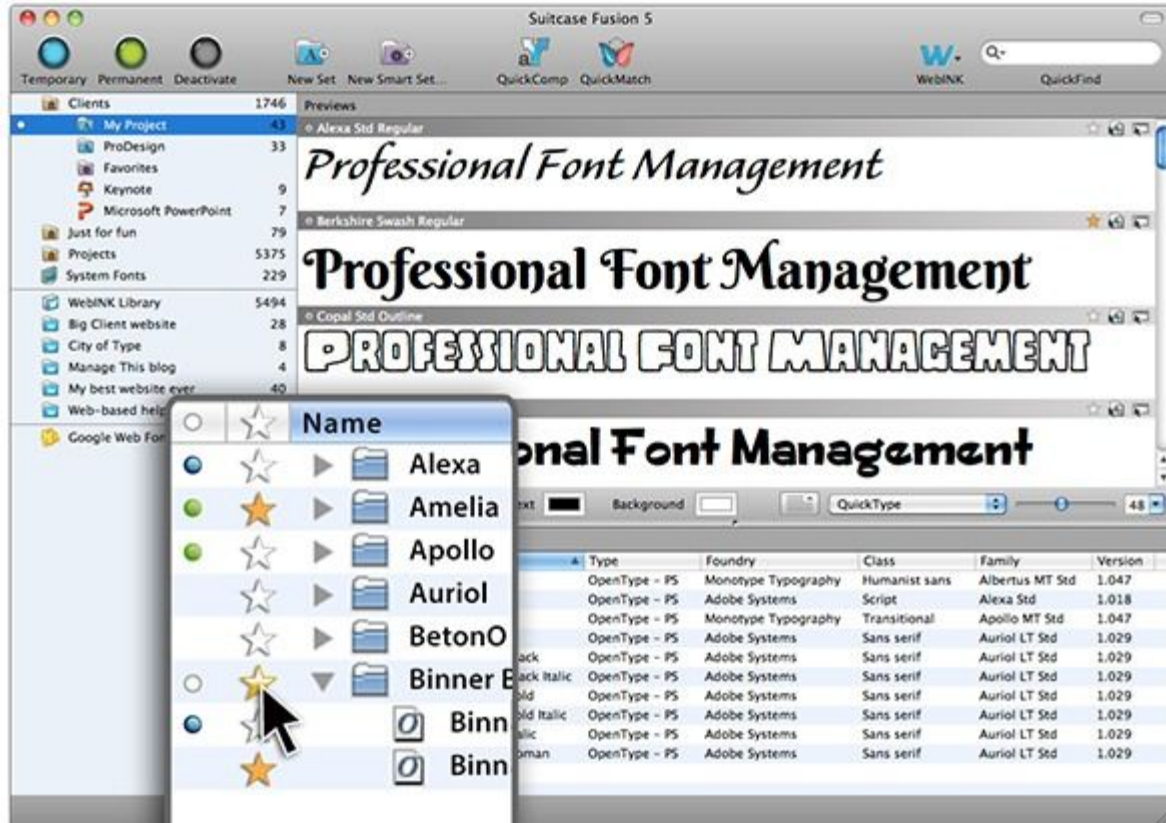 Suitcase Fusion 5
Temporary Permanent Deactivate New Set New Smart Set... QuickComp QuickMatch WebINK QuickFind
Clients 1746
My Project 43
ProDesign 33
Favorites
Keynote 9
Microsoft PowerPoint 7
Just for fun 79
Projects 5375
System Fonts 229
WebINK Library 5494
Big Client website 28
City of Type 8
Manage This blog 4
My best website ever 40
Web-based help
Google Web Fon
Previews
Alexa Std Regular
Professional Font Management
Berkshire Swash Regular
Professional Font Management
Copal Std Outline
PROFESSIONAL FONT MANAGEMENT
onal Font Management
ext Background QuickType 48
Name
Alexa
Amelia
Apollo
Auriol
BetonO
Binner B
Binn
Binn
Type Foundry Class Family Version
OpenType - PS Monotype Typography Humanist sans Albertus MT Std 1.047
OpenType - PS Adobe Systems Script Alexa Std 1.018
OpenType - PS Monotype Typography Transitional Apollo MT Std 1.047
OpenType - PS Adobe Systems Sans serif Auriol LT Std 1.029
ack OpenType - PS Adobe Systems Sans serif Auriol LT Std 1.029
ack Italic OpenType - PS Adobe Systems Sans serif Auriol LT Std 1.029
old OpenType - PS Adobe Systems Sans serif Auriol LT Std 1.029
old Italic OpenType - PS Adobe Systems Sans serif Auriol LT Std 1.029
alic OpenType - PS Adobe Systems Sans serif Auriol LT Std 1.029
oman OpenType - PS Adobe Systems Sans serif Auriol LT Std 1.029